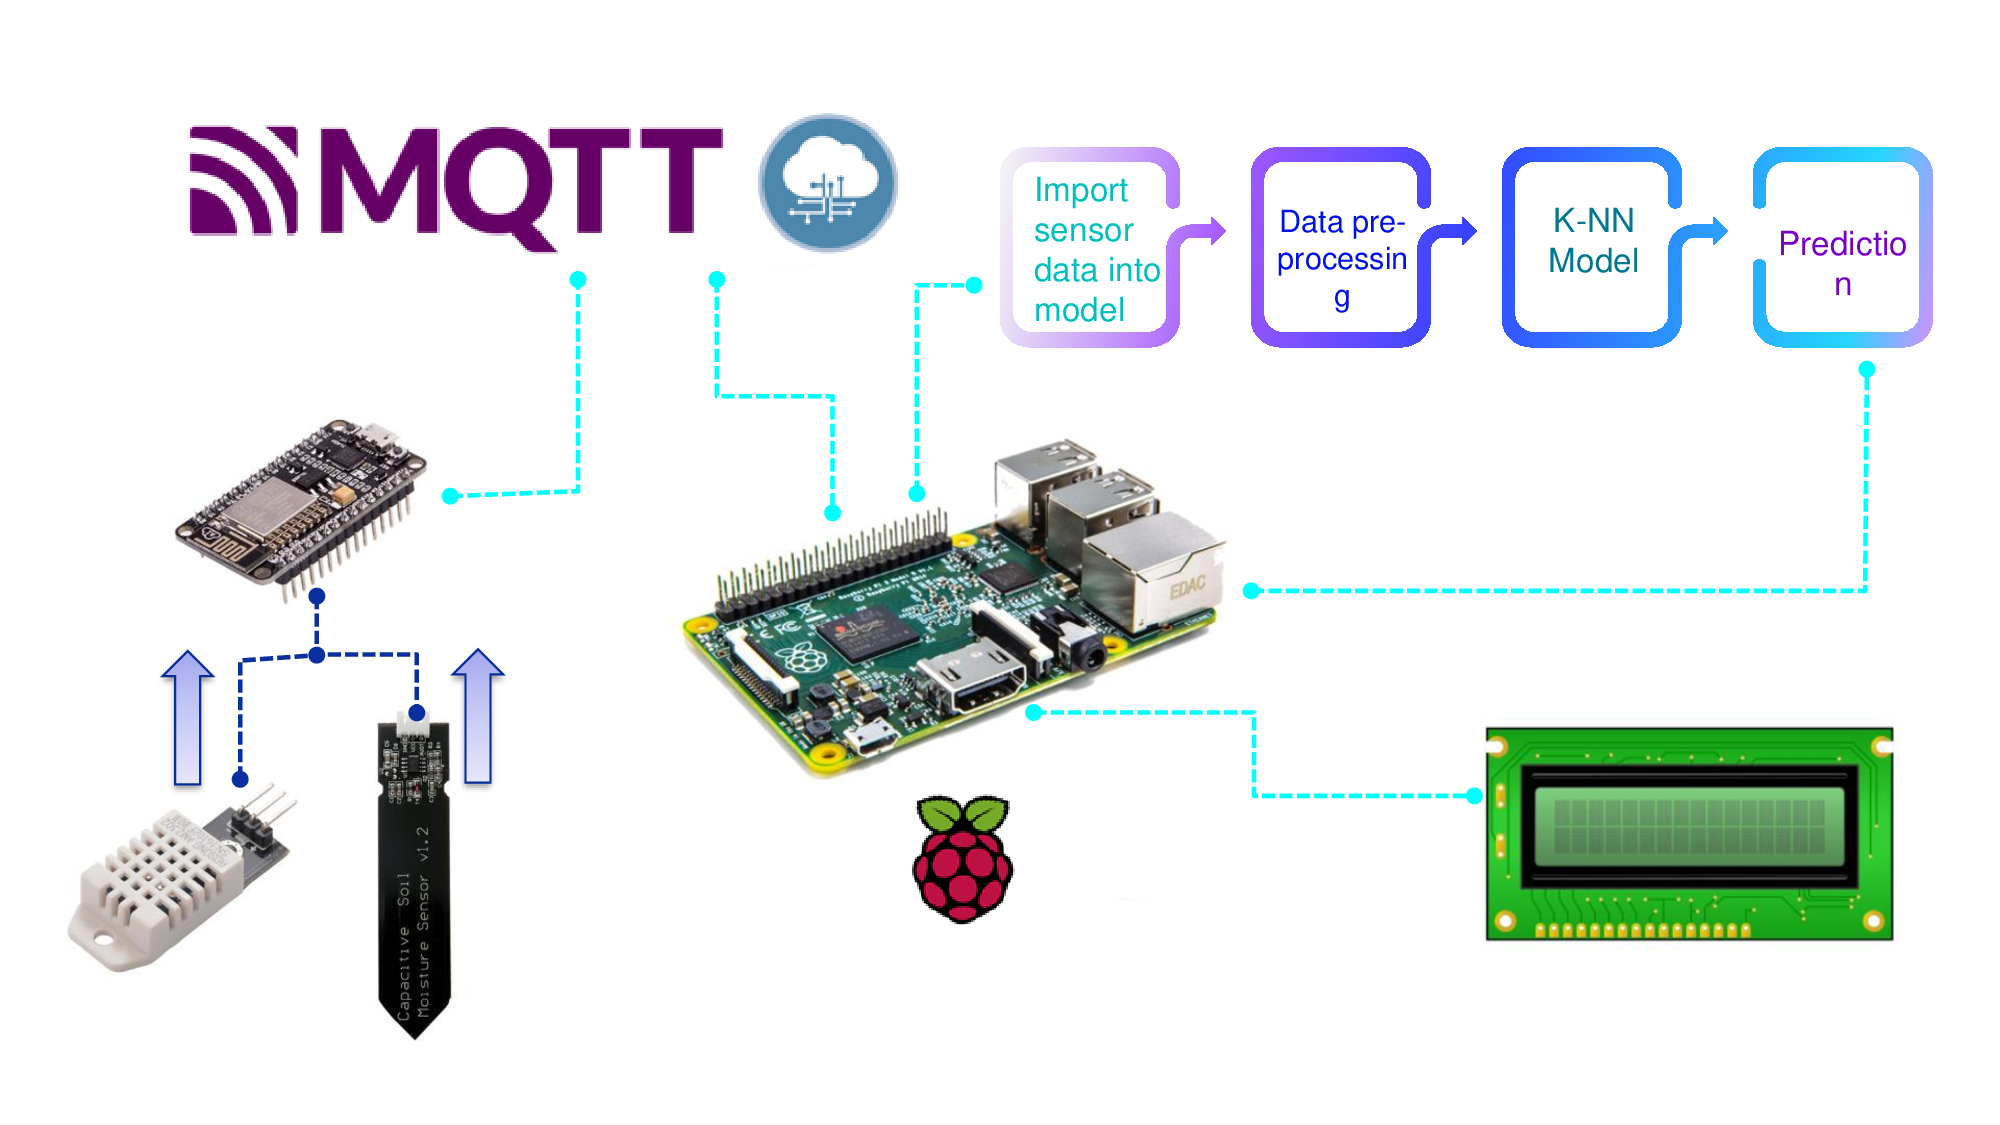 MQTT
Import
sensor
data into
model
Data pre-
processin
g
K-NN
Model
Predictio
n
EDAC
Capacitive Soil
Moisture Sensor v1.2